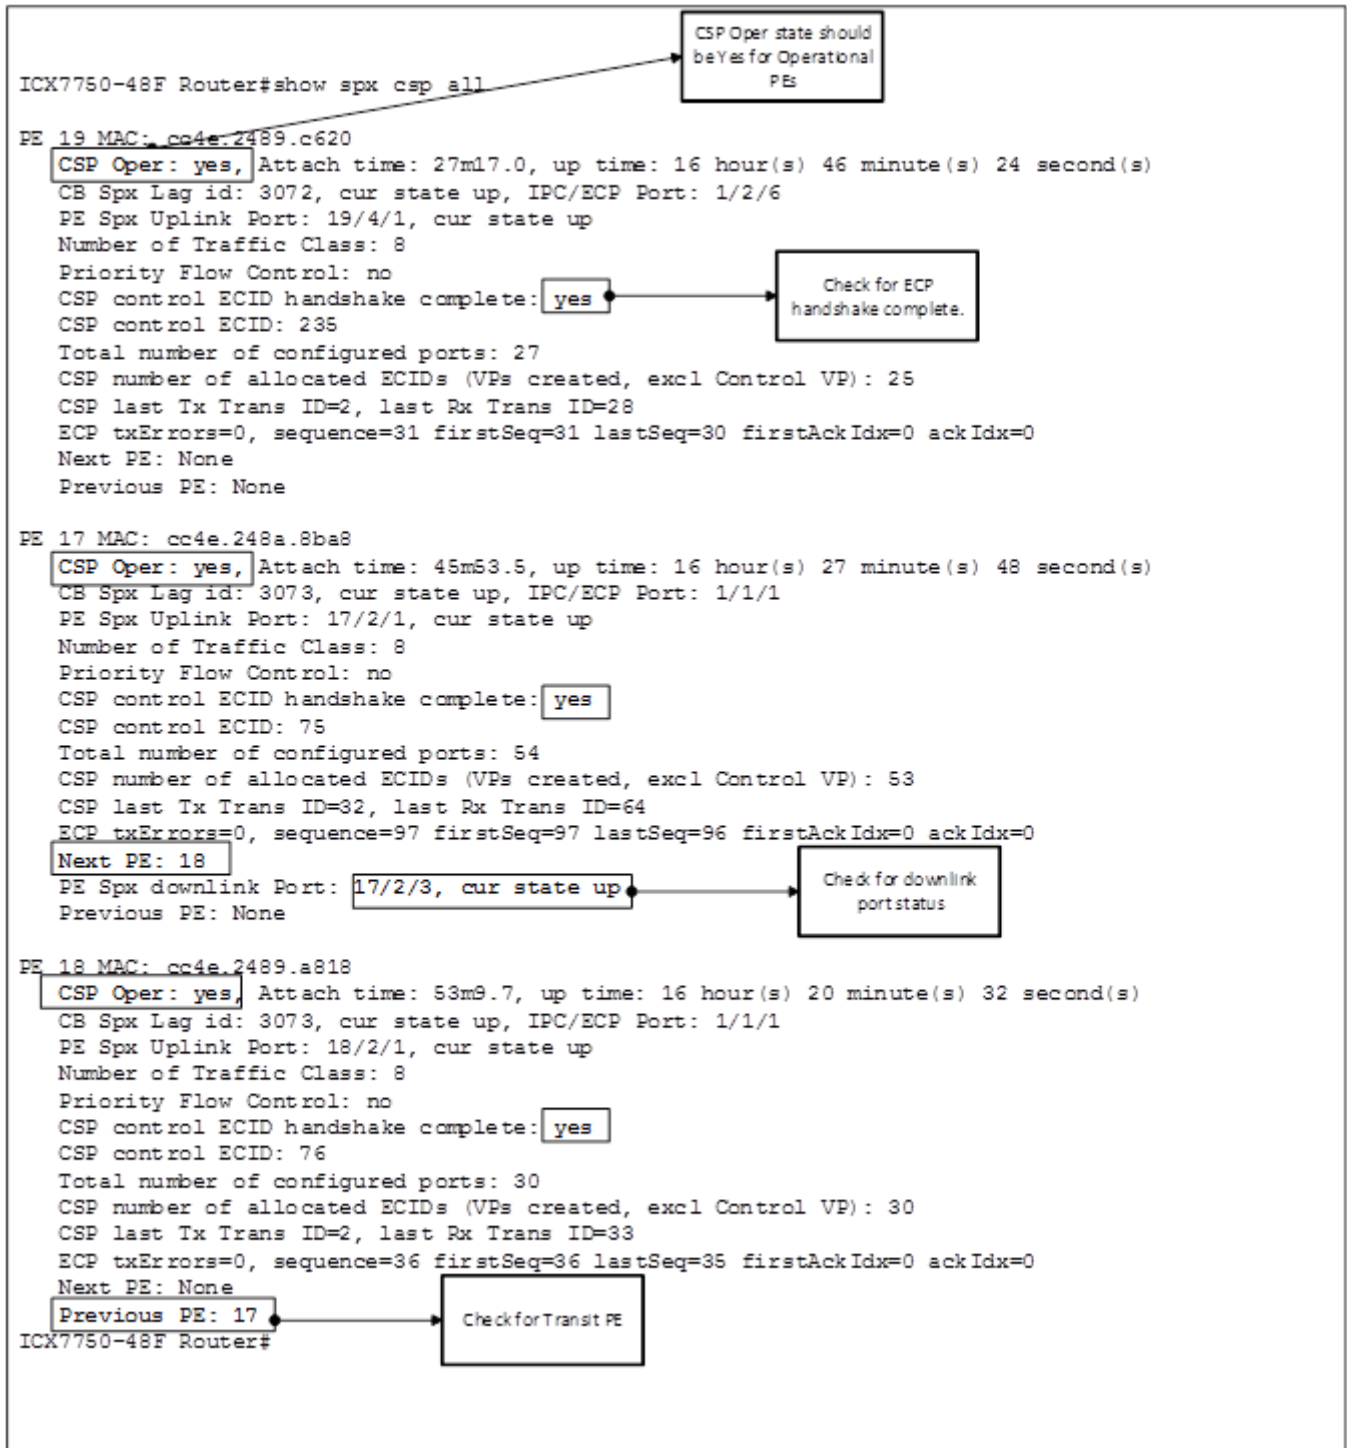 CSP Oper state should
be Yes for Operational
PEs
ICX7750-48F Router#show spx csp all
PE 19 MAC: cc4e.2489.c620
CSP Oper: yes, Attach time: 27m17.0, up time: 16 hour(s) 46 minute(s) 24 second(s)
CB Spx Lag id: 3072, cur state up, IPC/ECP Port: 1/2/6
PE Spx Uplink Port: 19/4/1, cur state up
Number of Traffic Class: 8
Priority Flow Control: no
CSP control ECID handshake complete: yes
Check for ECP
handshake complete.
CSP control ECID: 235
Total number of configured ports: 27
CSP number of allocated ECIDs (VPs created, excl Control VP): 25
CSP last Tx Trans ID=2, last Rx Trans ID=28
ECP txErrors=0, sequence=31 firstSeq=31 lastSeq=30 firstAckIdx=0 ackIdx=0
Next PE: None
Previous PE: None
PE 17 MAC: cc4e.248a.8ba8
CSP Oper: yes, Attach time: 45m53.5, up time: 16 hour(s) 27 minute(s) 48 second(s)
CB Spx Lag id: 3073, cur state up, IPC/ECP Port: 1/1/1
PE Spx Uplink Port: 17/2/1, cur state up
Number of Traffic Class: 8
Priority Flow Control: no
CSP control ECID handshake complete: yes
CSP control ECID: 75
Total number of configured ports: 54
CSP number of allocated ECIDs (VPs created, excl Control VP): 53
CSP last Tx Trans ID=32, last Rx Trans ID=64
ECP txErrors=0, sequence=97 firstSeq=97 lastSeq=96 firstAckIdx=0 ackIdx=0
Next PE: 18
PE Spx downlink Port: 17/2/3, cur state up
Check for downlink
port status
Previous PE: None
PE 18 MAC: cc4e.2489.a818
CSP Oper: yes, Attach time: 53m9.7, up time: 16 hour(s) 20 minute(s) 32 second(s)
CB Spx Lag id: 3073, cur state up, IPC/ECP Port: 1/1/1
PE Spx Uplink Port: 18/2/1, cur state up
Number of Traffic Class: 8
Priority Flow Control: no
CSP control ECID handshake complete: yes
CSP control ECID: 76
Total number of configured ports: 30
CSP number of allocated ECIDs (VPs created, excl Control VP): 30
CSP last Tx Trans ID=2, last Rx Trans ID=33
ECP txErrors=0, sequence=36 firstSeq=36 lastSeq=35 firstAckIdx=0 ackIdx=0
Next PE: None
Previous PE: 17
Check for Transit PE
ICX7750-48F Router#